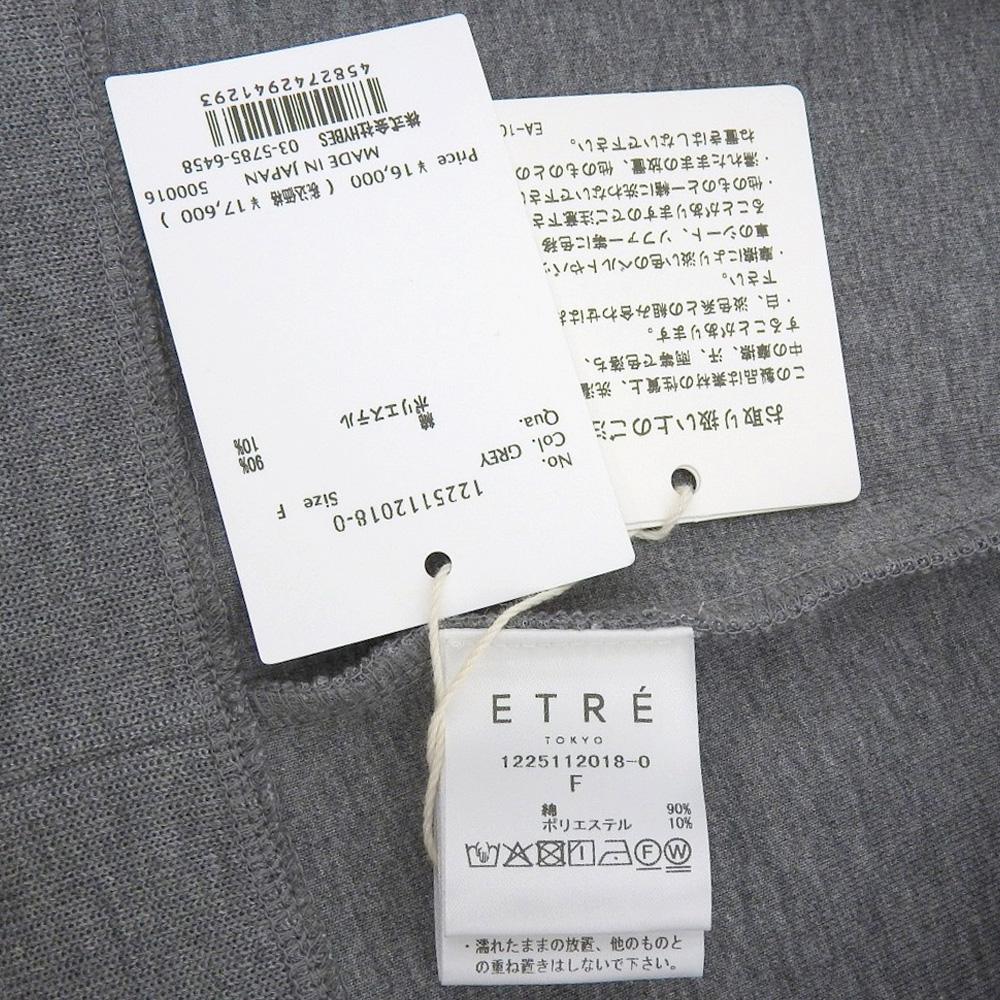 No. 1225112018-0
Col. GREY Size F
Qua.
綿 90%
ポリエステル 10%
Price ¥16,000 ( 税込価格 ¥17,600 )
MADE IN JAPAN 500016
株式会社HYBES 03-5785-6458
4582742941293
お取り扱い上のご注
この製品は素材の性質上、洗濯
中の摩擦、汗、雨等で色落ち、
することがあります。
・白、淡色系との組み合わせはお
下さい。
・摩擦により淡い色のベルトやバッ
車のシート、ソファー等に色移
ることがありますのでご注意下さ
・他のものと一緒に洗わないで下さ
・濡れたままの放置、他のものとの
ね置きはしないで下さい。
EA-10
ETRÉ
TOKYO
1225112018-0
F
綿 90%
ポリエステル 10%
F W
・濡れたままの放置、他のものと
の重ね置きはしないで下さい。